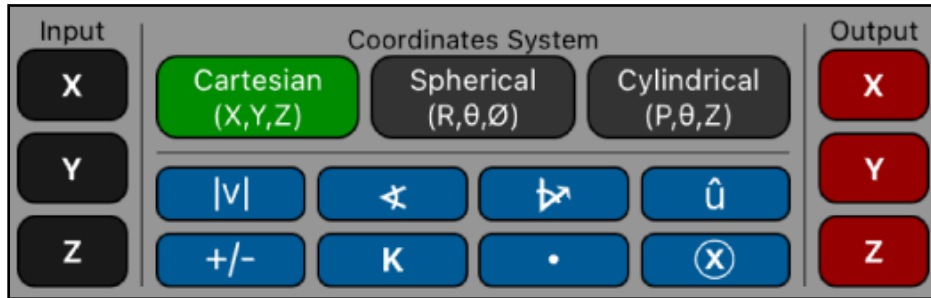 Input
Coordinates System
Output
X
Cartesian
(X,Y,Z)
Spherical
(R,θ,Ø)
Cylindrical
(P,θ,Z)
X
Y
|v|
∢
û
Y
Z
+/-
K
•
ⓧ
Z